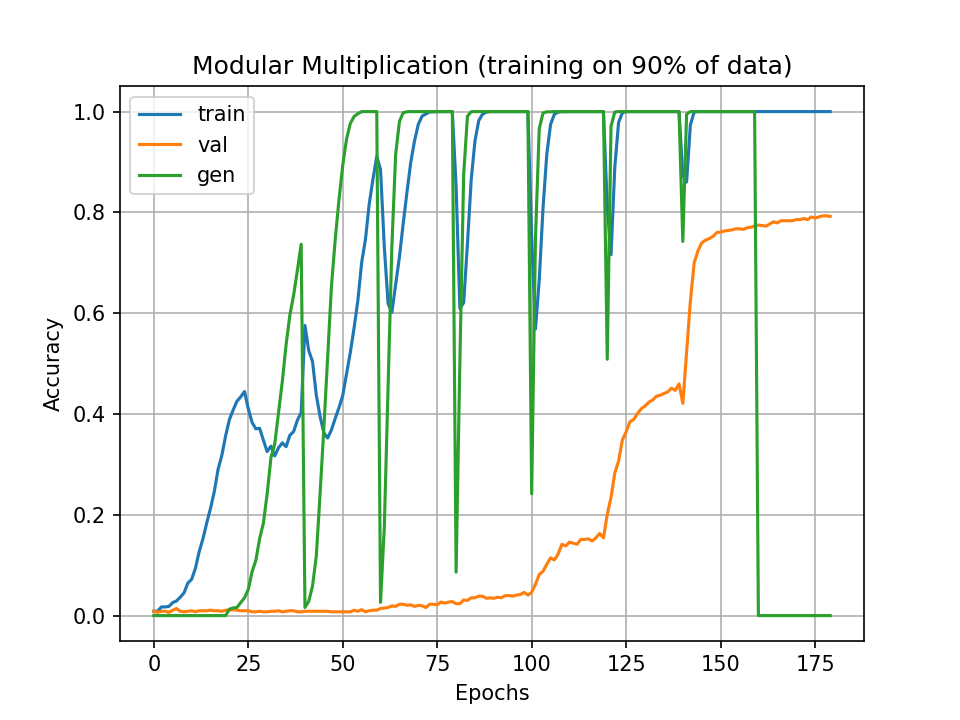 Modular Multiplication (training on 90% of data)
train
val
gen
Accuracy
1.0
0.8
0.6
0.4
0.2
0.0
0 25 50 75 100 125 150 175
Epochs